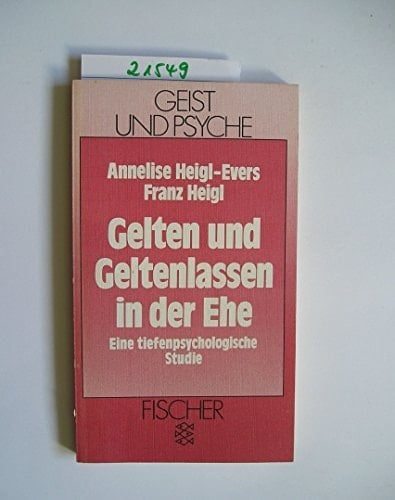 21549
GEIST
UND PSYCHE
Annelise Heigl-Evers
Franz Heigl
Gelten und
Geltenlassen
in der Ehe
Eine tiefenpsychologische
Studie
FISCHER